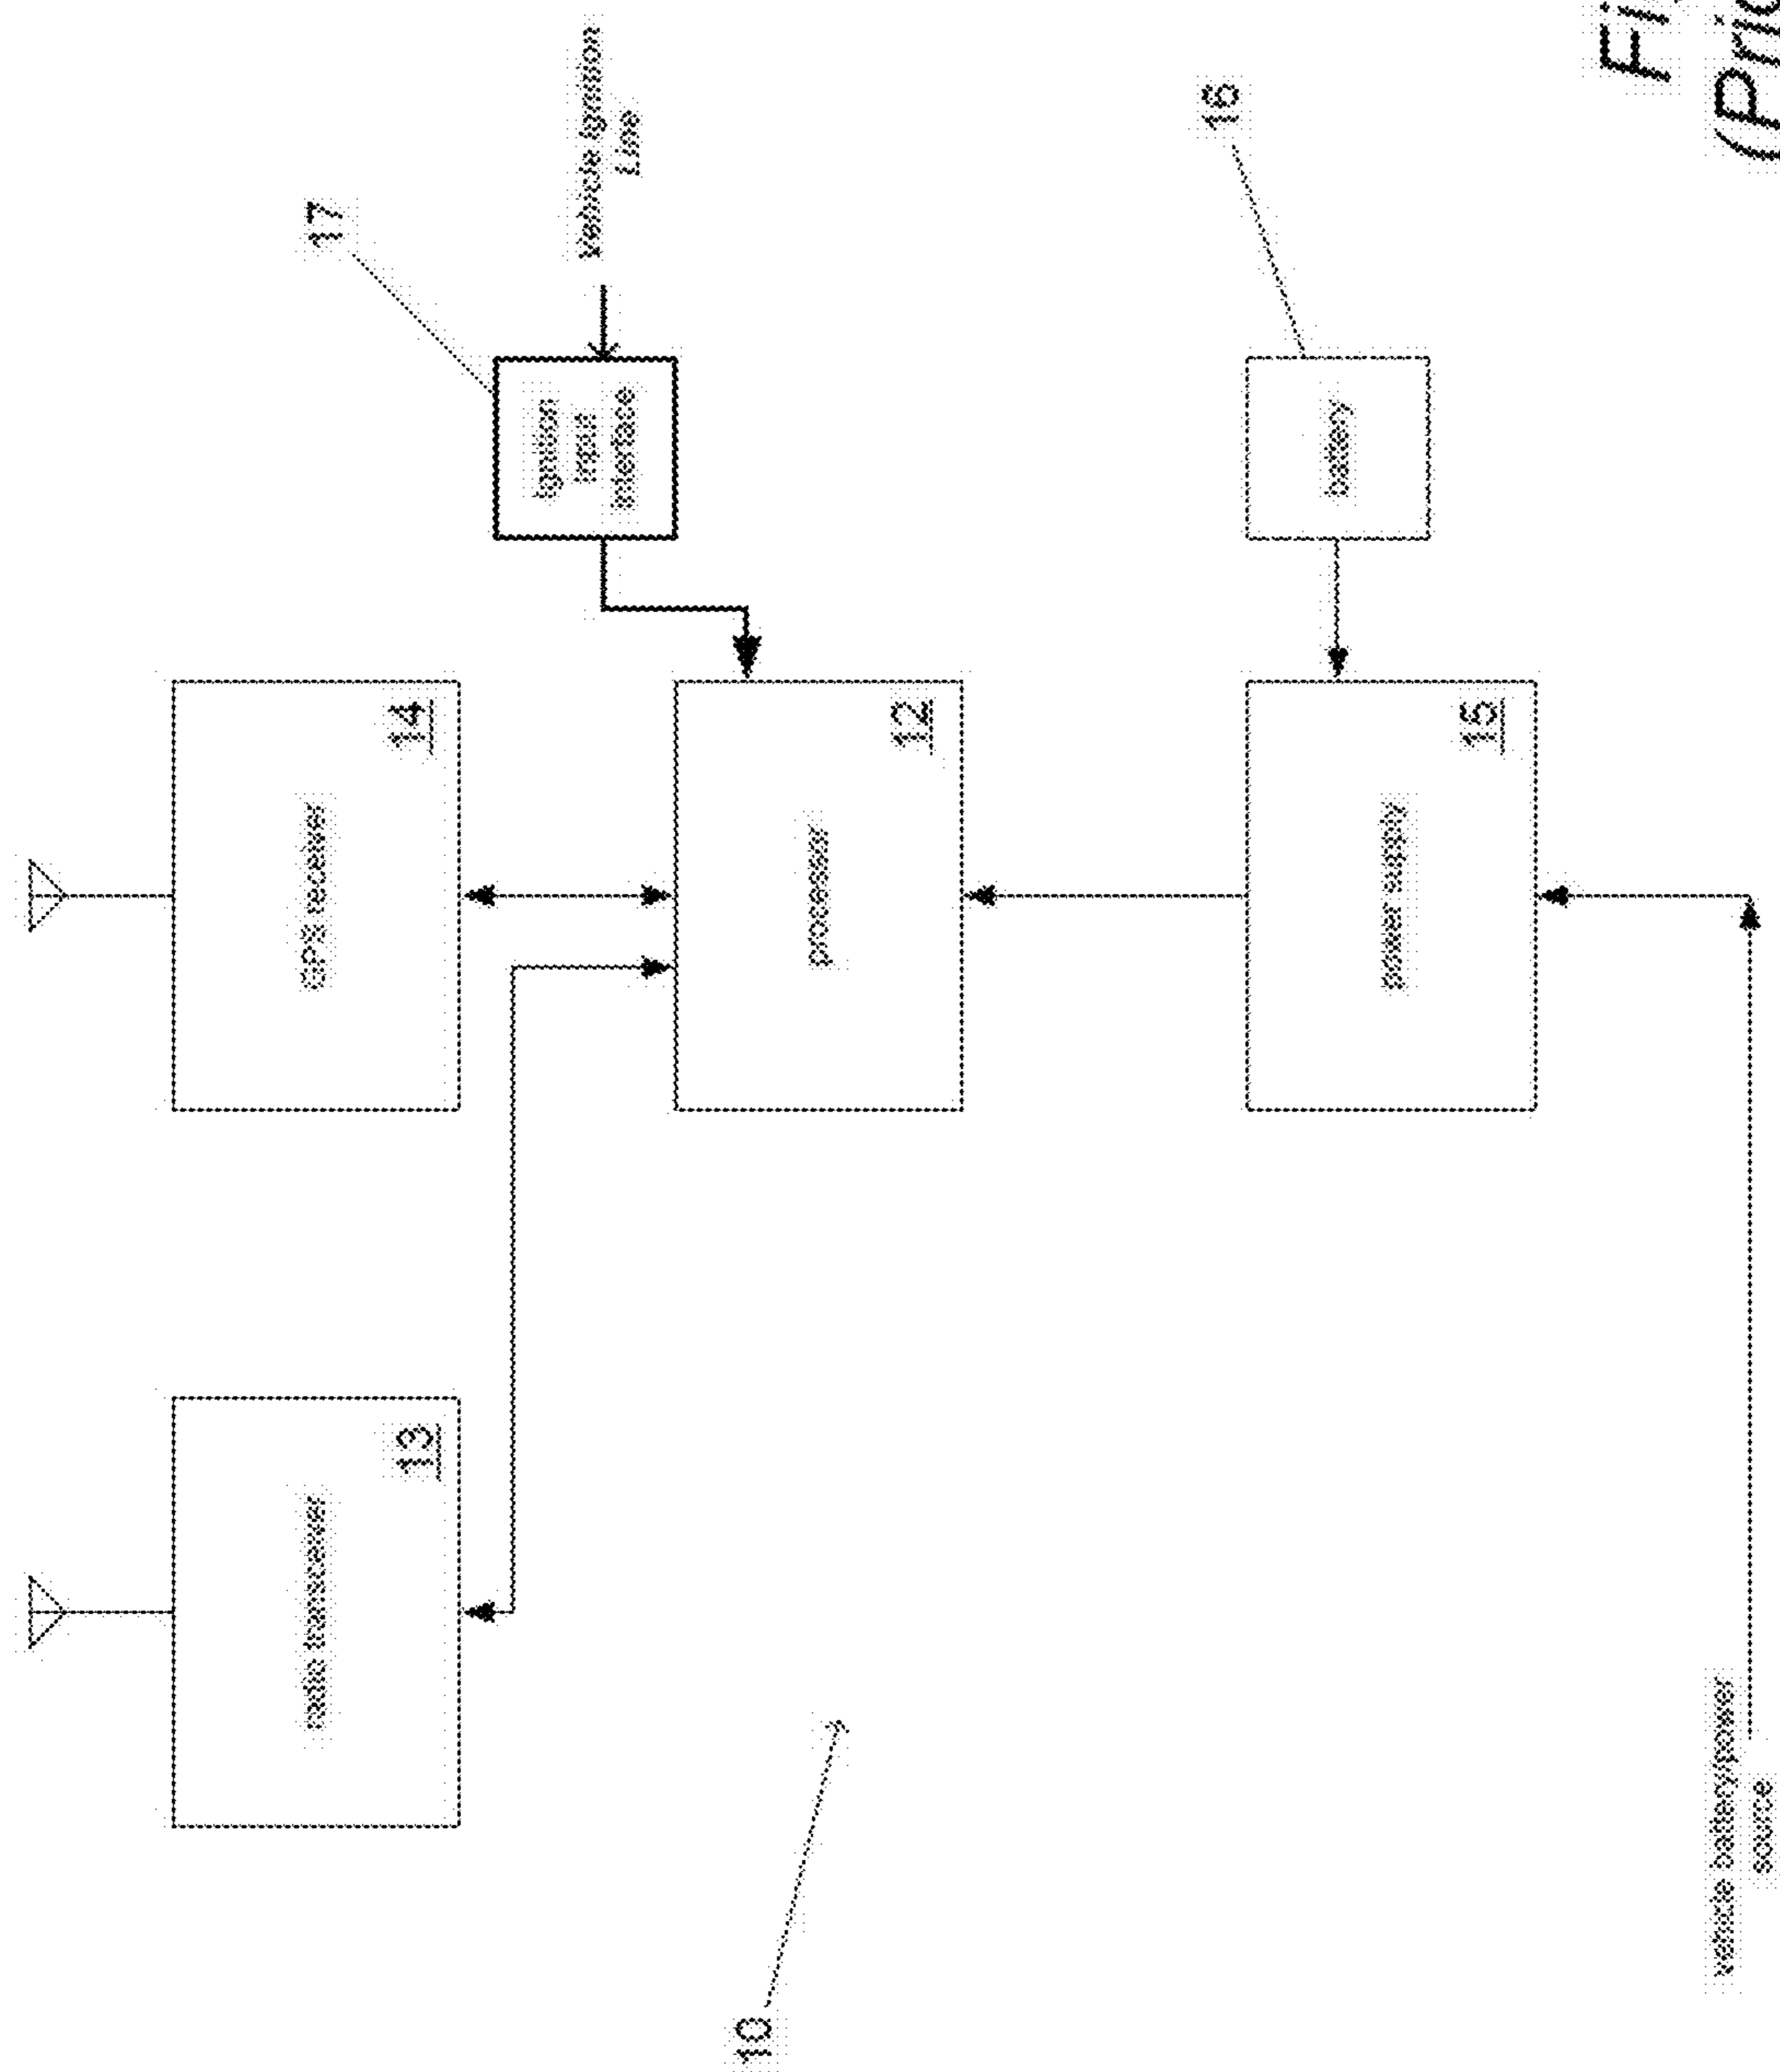 radio transceiver
13
GPS receiver
14
17
vehicle ignition
Line
ignition
input
interface
10
processor
12
16
battery
power supply
15
vehicle battery/power
source